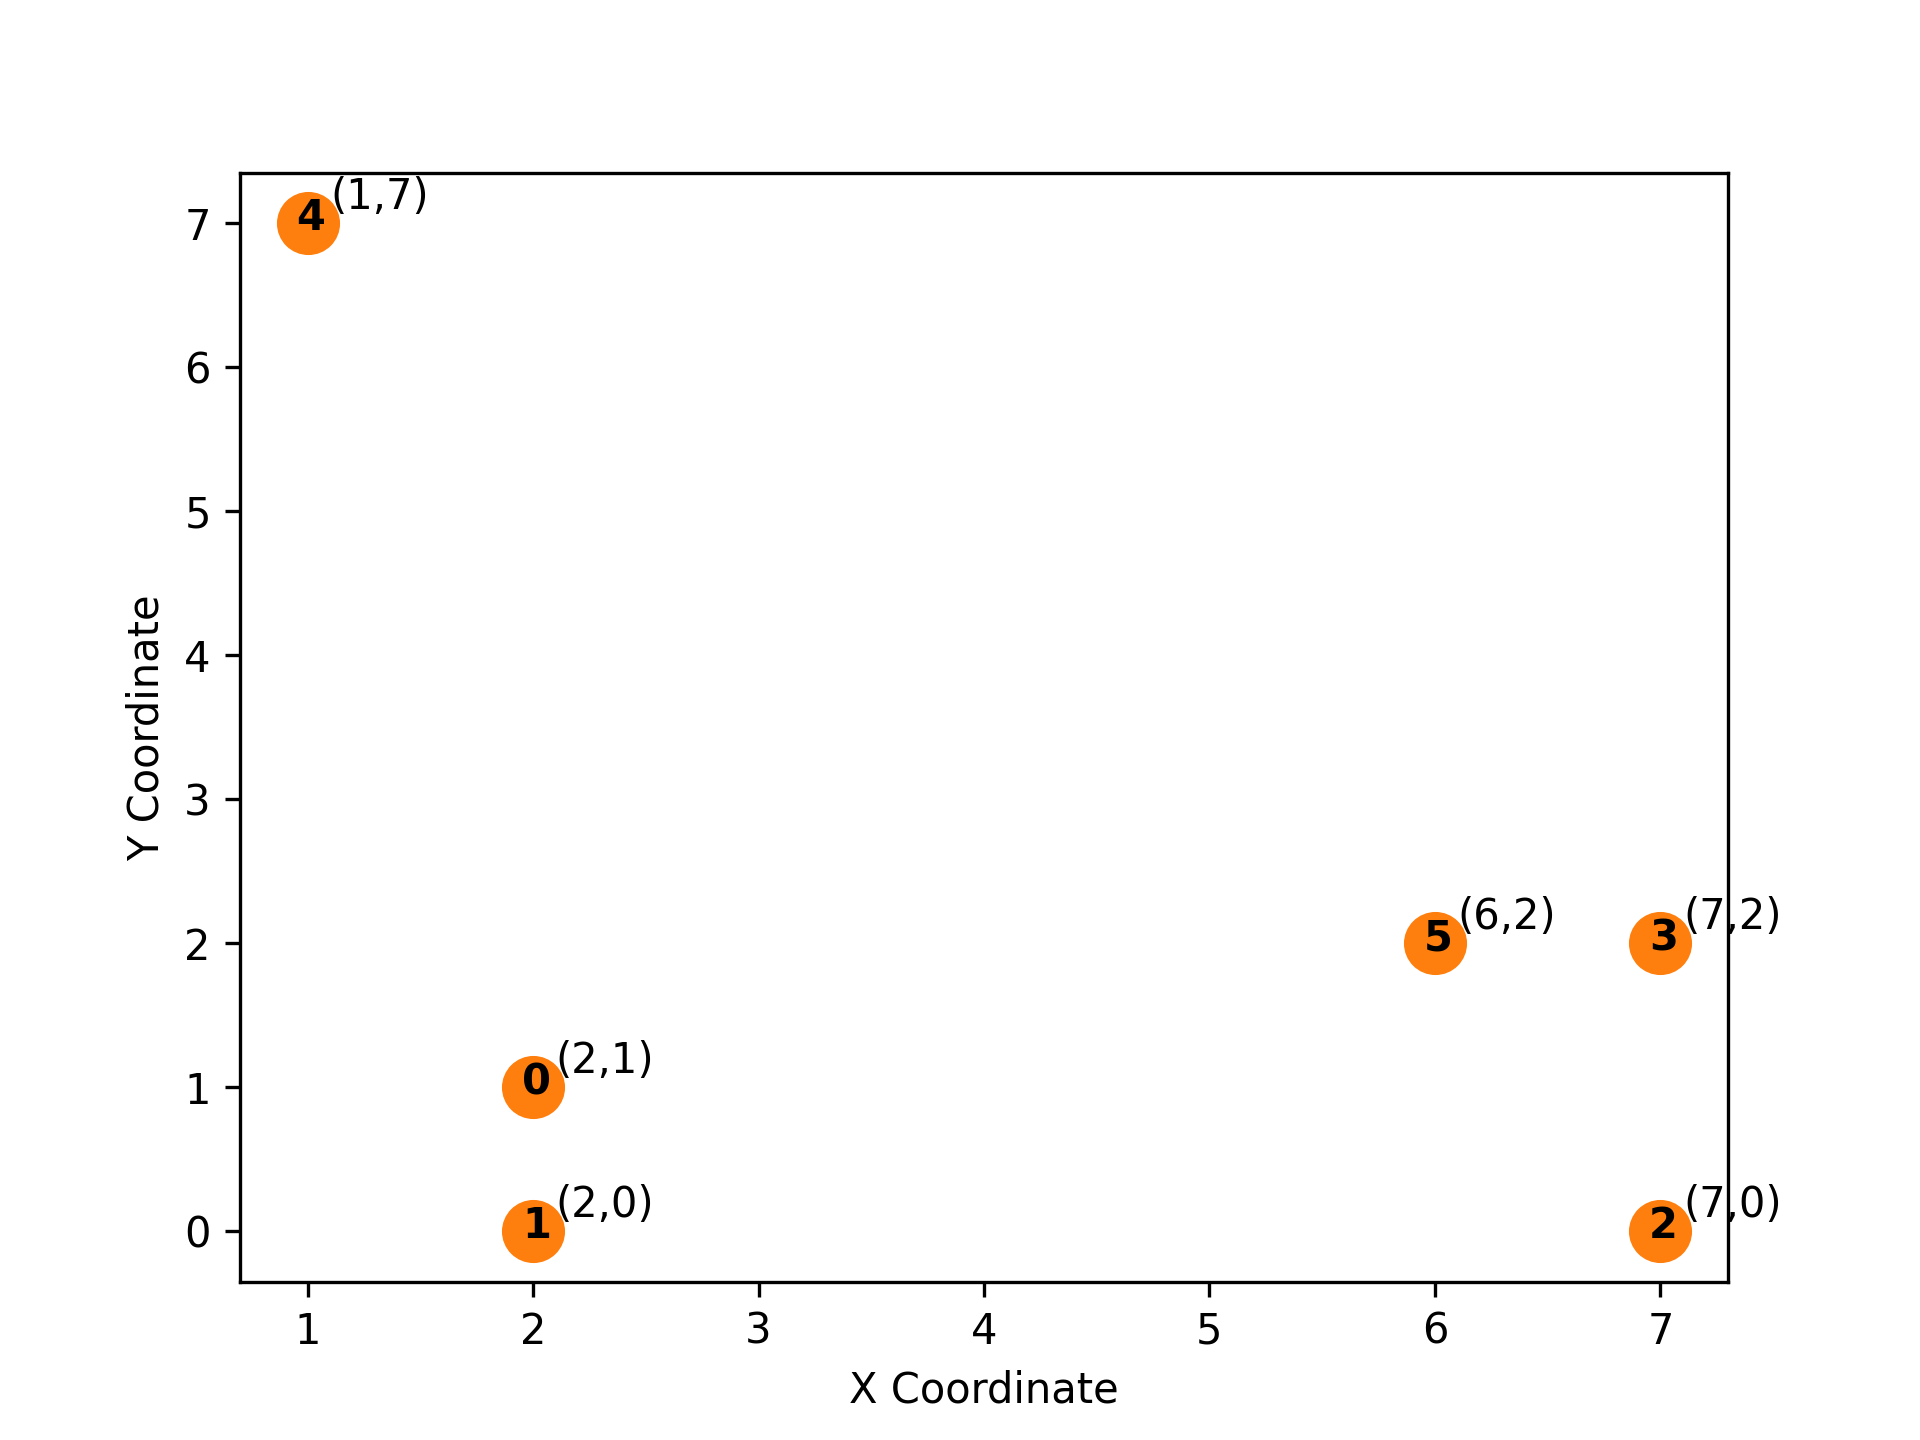 4 (1,7)
7
6
5
4
3
5 (6,2) 3 (7,2)
2
0 (2,1)
1
1 (2,0) 2 (7,0)
0
Y Coordinate
1 2 3 4 5 6 7
X Coordinate